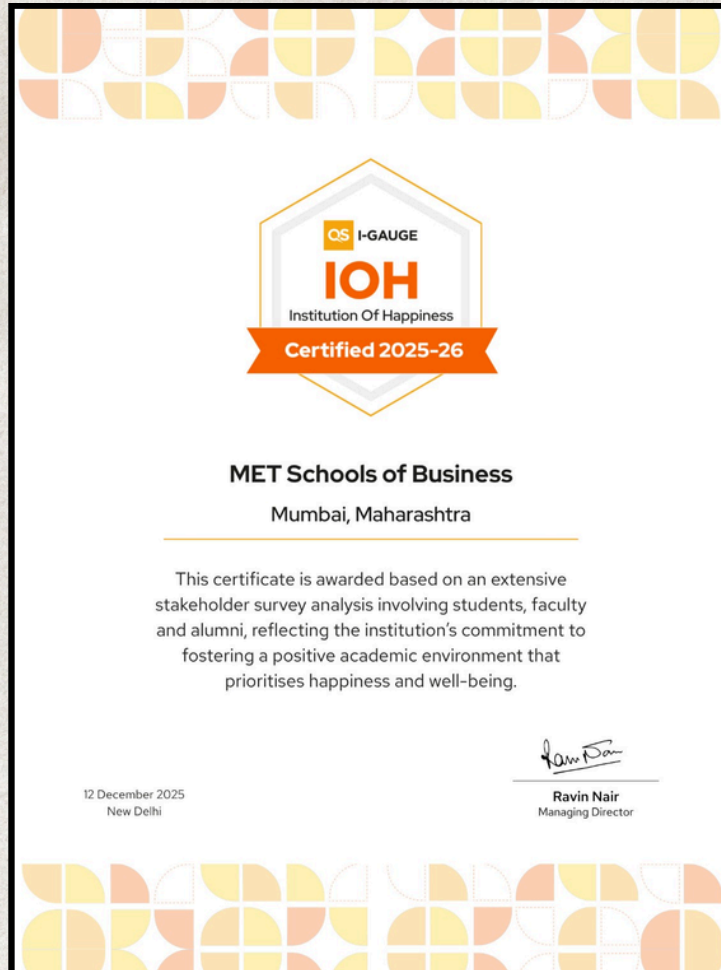 QS I-GAUGE
IOH
Institution Of Happiness
Certified 2025-26
MET Schools of Business
Mumbai, Maharashtra
This certificate is awarded based on an extensive
stakeholder survey analysis involving students, faculty
and alumni, reflecting the institution’s commitment to
fostering a positive academic environment that
prioritises happiness and well-being.
12 December 2025
New Delhi
Ravin Nair
Managing Director